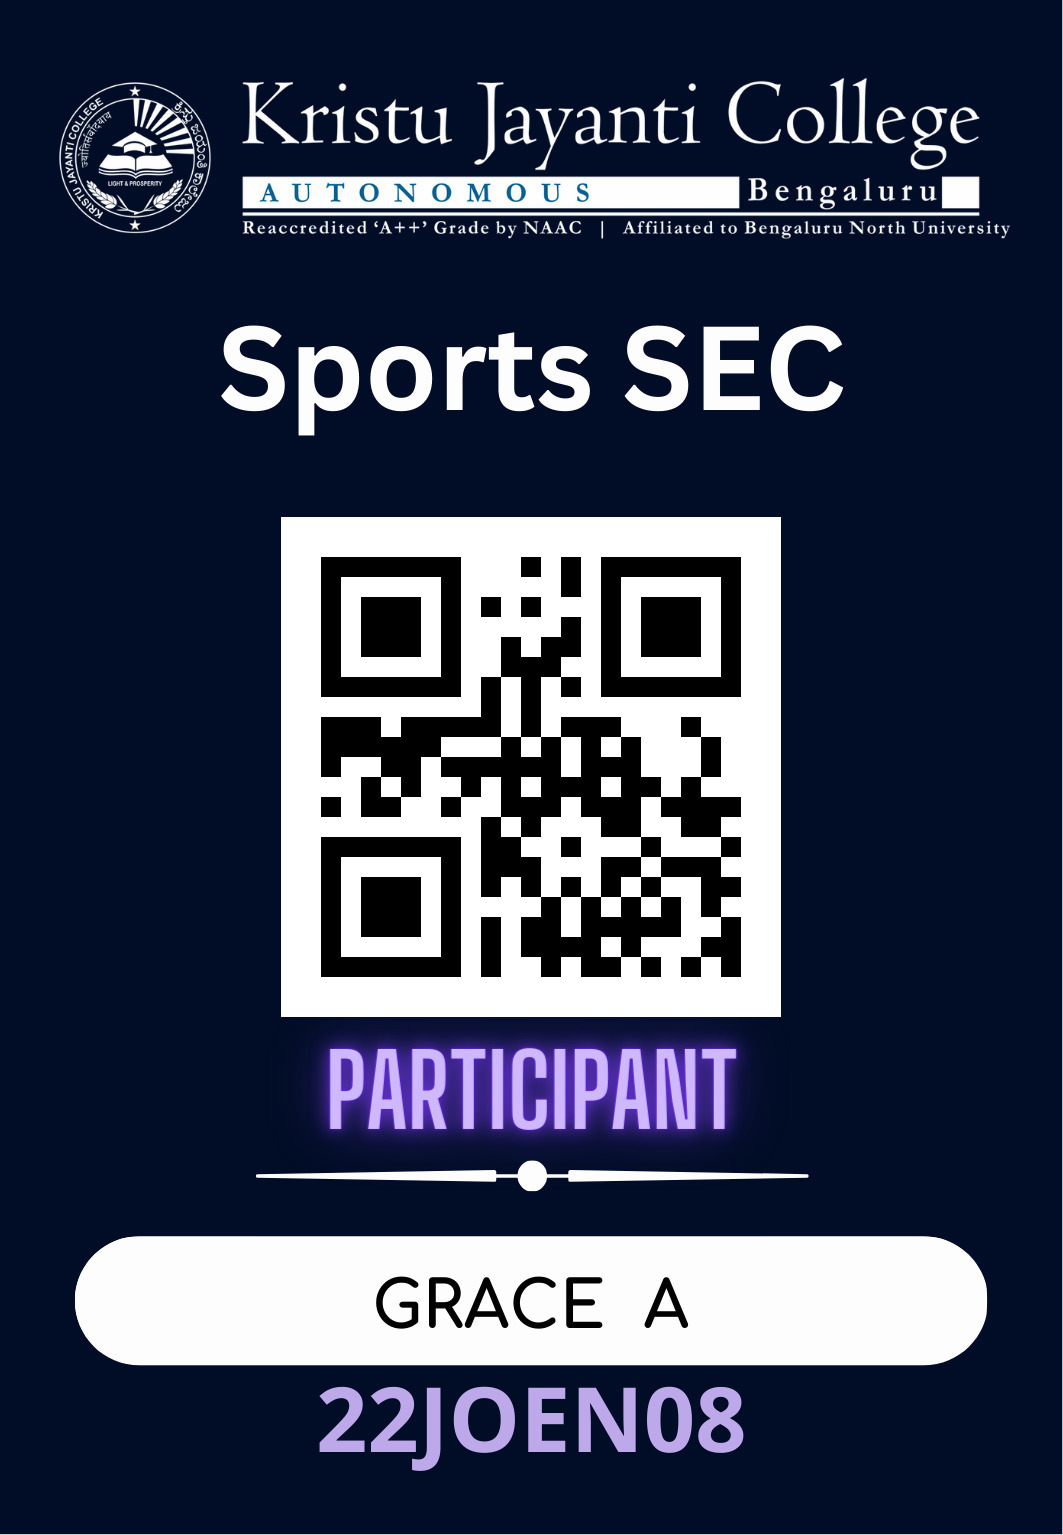 KRISTU JAYANTI COLLEGE
ಕ್ರಿಸ್ತು ಜಯಂತಿ ಕಾಲೇಜು
LIGHT & PROSPERITY
Kristu Jayanti College
AUTONOMOUS Bengaluru
Reaccredited ‘A++’ Grade by NAAC | Affiliated to Bengaluru North University
Sports SEC
PARTICIPANT
GRACE A
22JOEN08